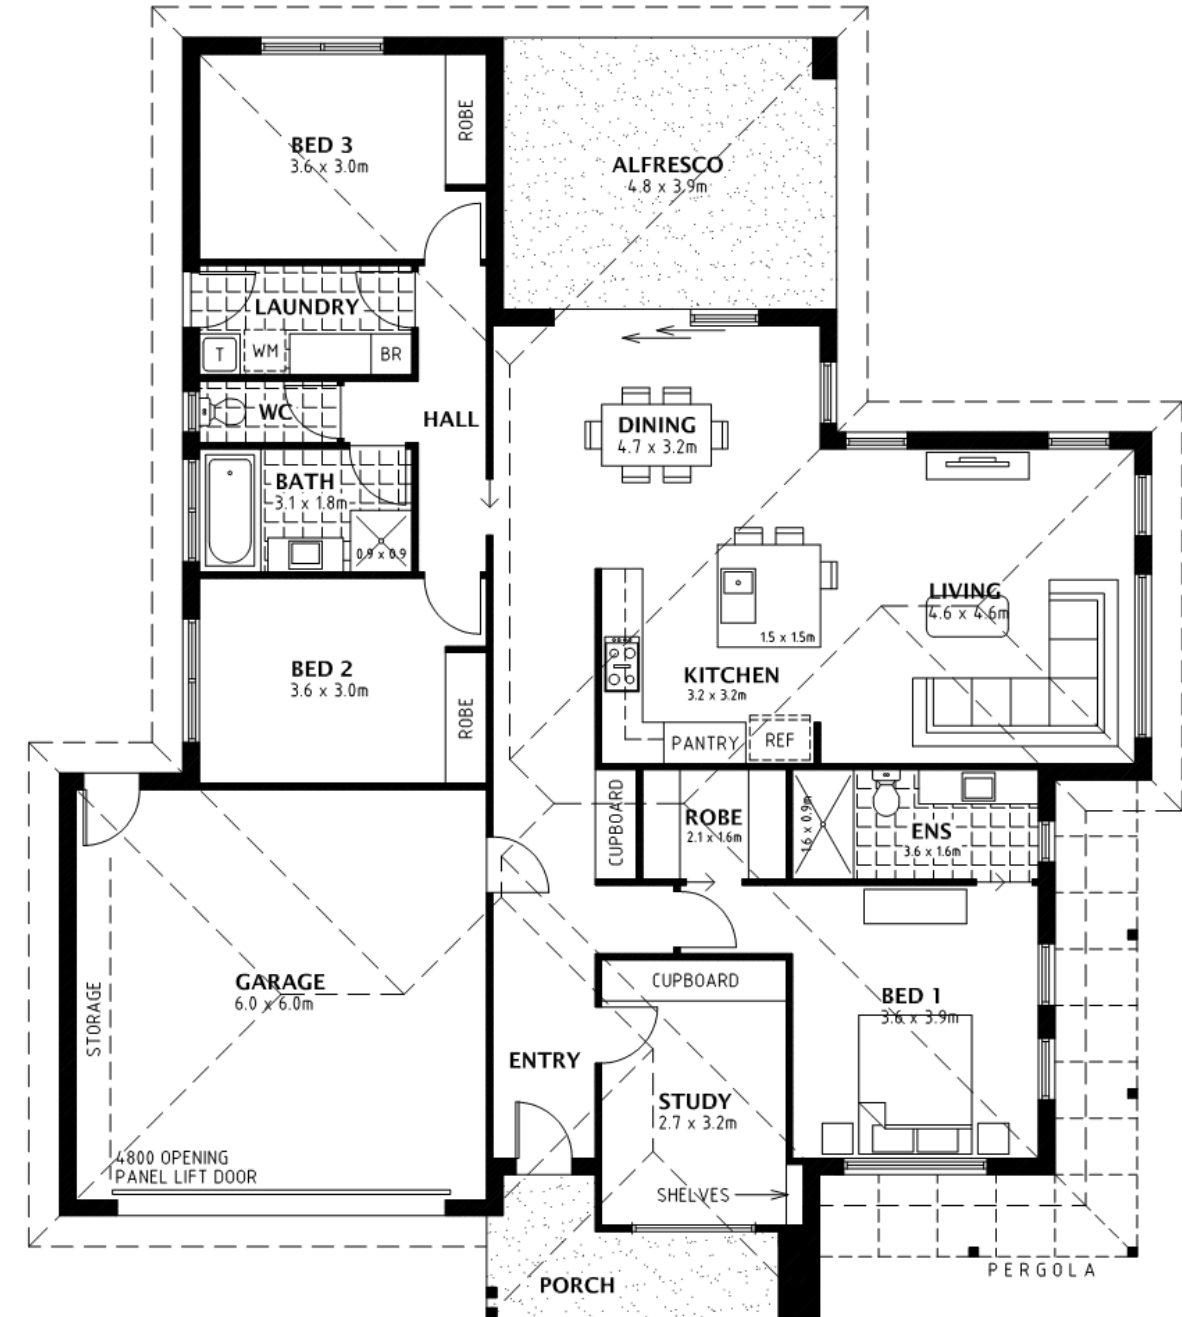 BED 3
3.6 x 3.0m
ROBE
ALFRESCO
4.8 x 3.9m
LAUNDRY
T
WM
BR
WC
HALL
DINING
4.7 x 3.2m
BATH
3.1 x 1.8m
0.9 x 0.9
LIVING
4.6 x 4.6m
1.5 x 1.5m
BED 2
3.6 x 3.0m
ROBE
KITCHEN
3.2 x 3.2m
PANTRY
REF
CUPBOARD
ROBE
2.1 x 1.6m
1.6 x 0.9m
ENS
3.6 x 1.6m
GARAGE
6.0 x 6.0m
STORAGE
CUPBOARD
BED 1
3.6 x 3.9m
ENTRY
STUDY
2.7 x 3.2m
4800 OPENING
PANEL LIFT DOOR
SHELVES
PERGOLA
PORCH